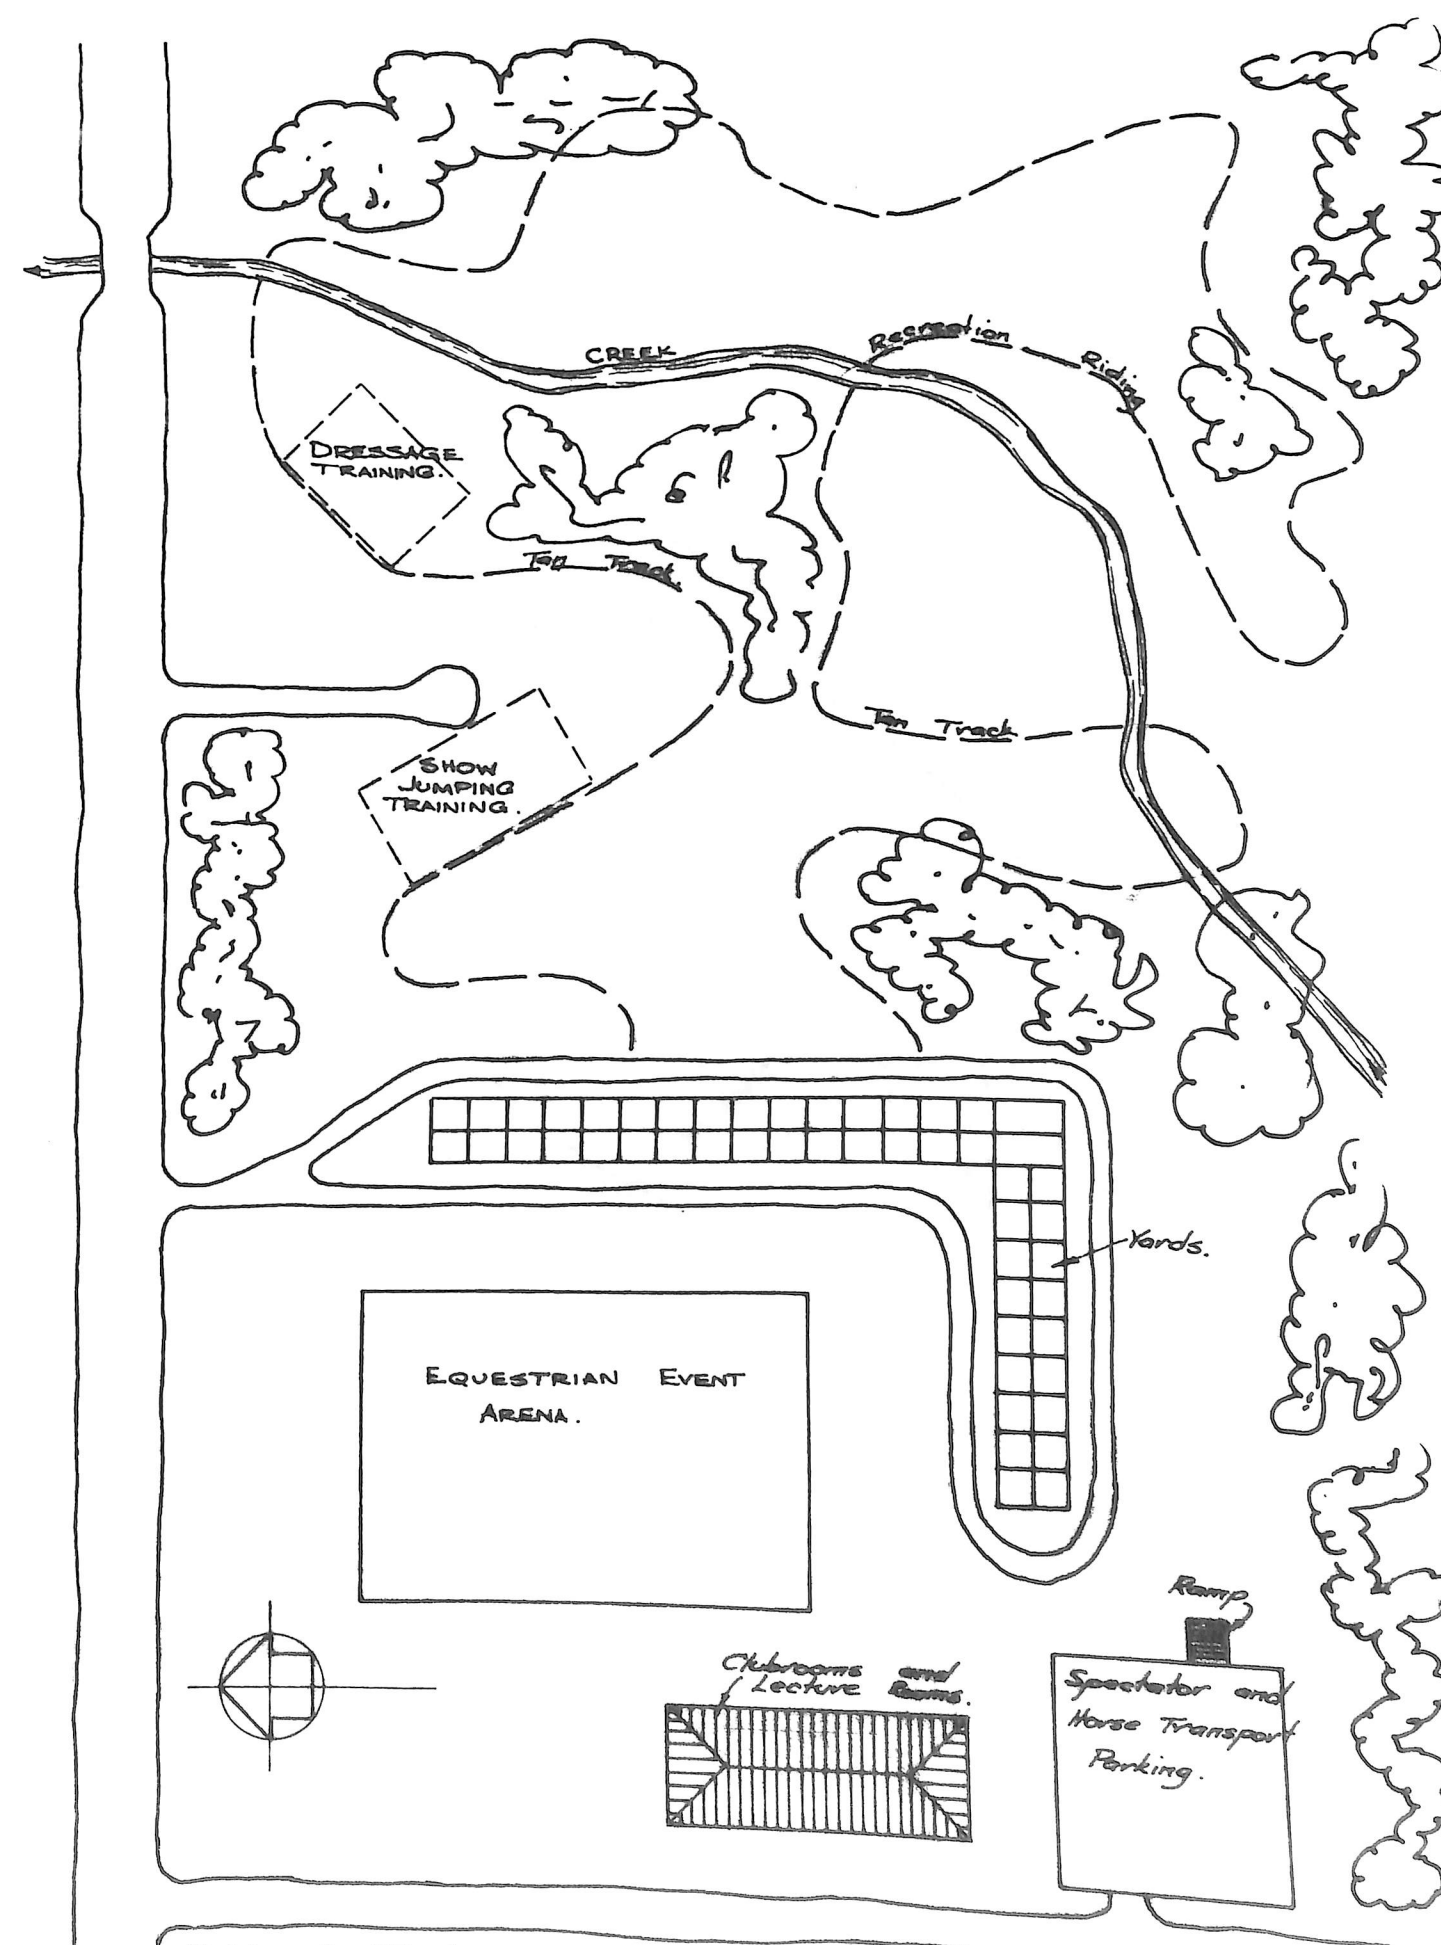 CREEK
Recreation Riding
DRESSAGE
TRAINING.
Tan Track
Tan Track
SHOW
JUMPING
TRAINING.
Yards.
EQUESTRIAN EVENT
ARENA.
Ramp
Clubrooms and
Lecture Rooms.
Spectator and
Horse Transport
Parking.